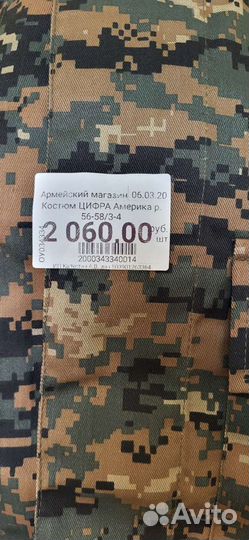 Армейский магазин 06.03.20
Костюм ЦИФРА Америка р.
56-58/3-4
2 060.00 руб.
шт
2000343340014
Avito